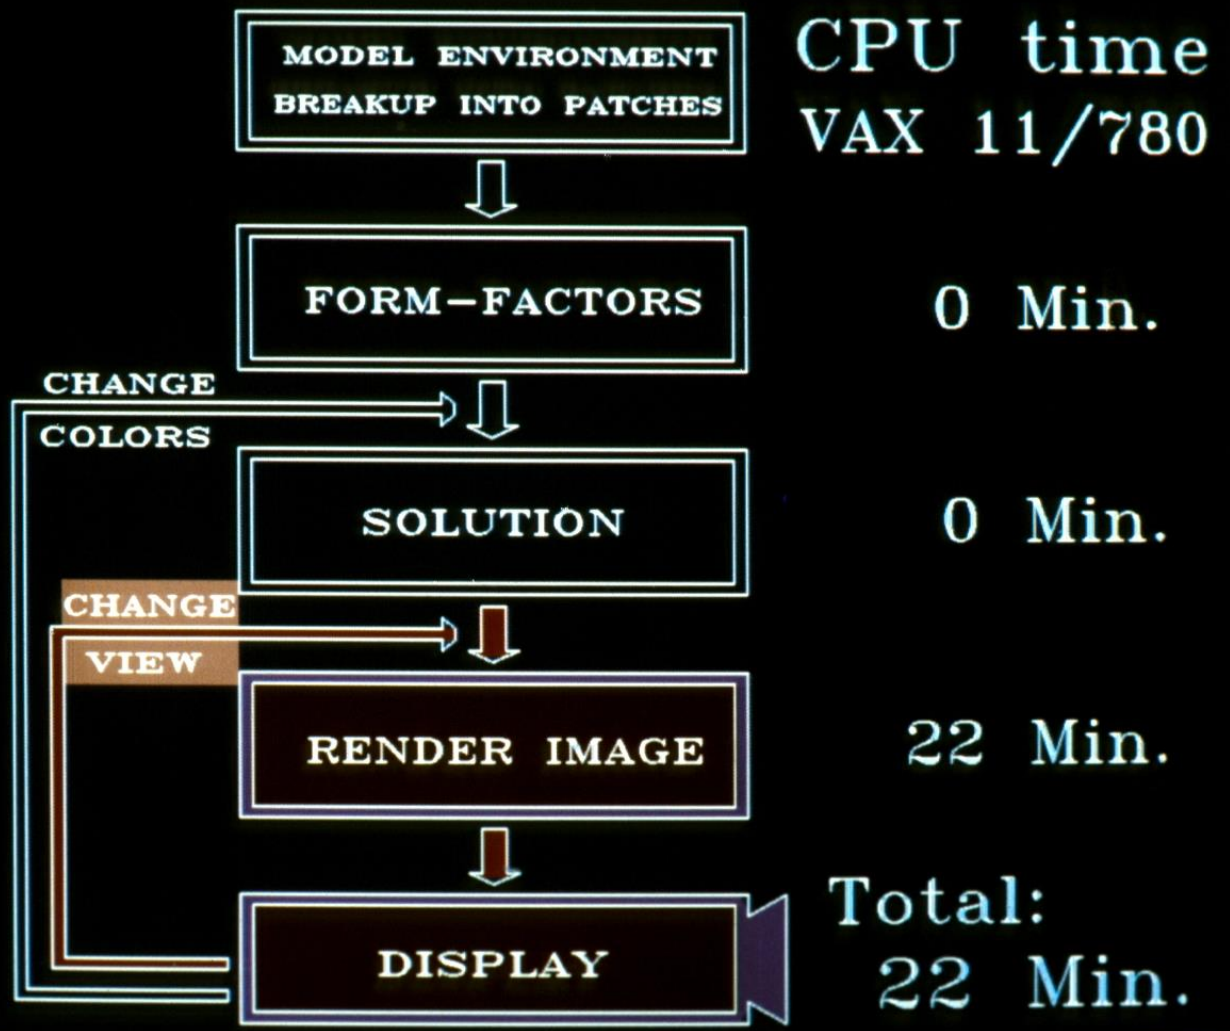 MODEL ENVIRONMENT
BREAKUP INTO PATCHES
CPU time
VAX 11/780
FORM-FACTORS
0 Min.
CHANGE
COLORS
SOLUTION
0 Min.
CHANGE
VIEW
RENDER IMAGE
22 Min.
DISPLAY
Total:
22 Min.